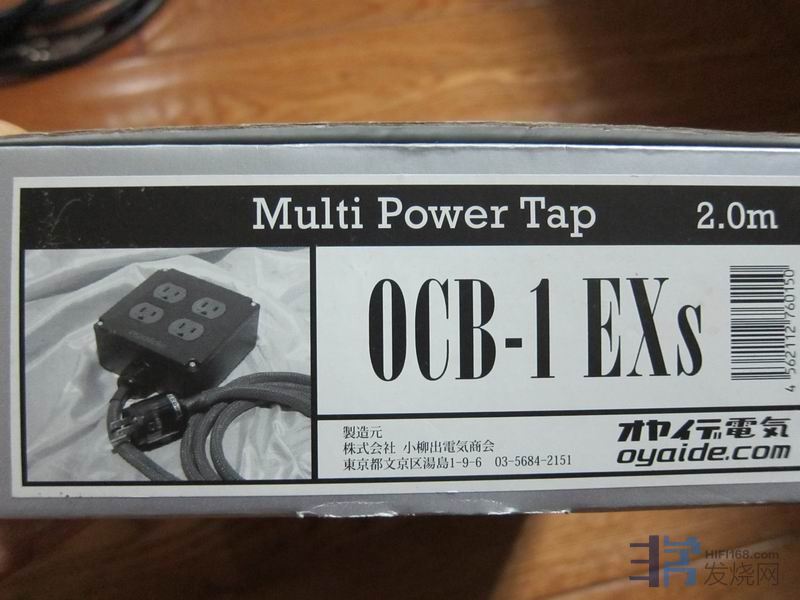 Multi Power Tap 2.0m
OCB-1 EXs
4 562112 760150
製造元
株式会社 小柳出電気商会
東京都文京区湯島1-9-6 03-5684-2151
オヤイデ電気
oyaide.com
HIFI168.com
发烧网